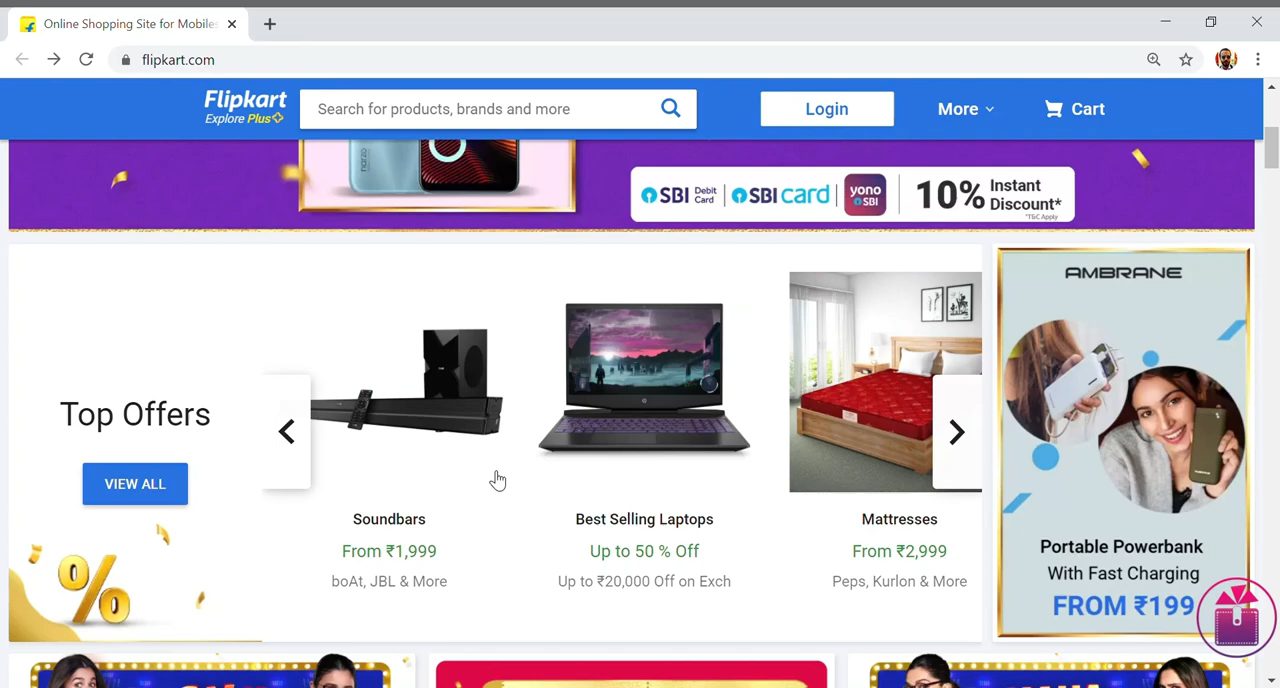 Online Shopping Site for Mobiles
flipkart.com
Flipkart
Explore Plus
Search for products, brands and more
Login
More
Cart
narzo
SBI Debit Card
SBI card
yono SBI
10% Instant Discount*
*T&C Apply
Top Offers
VIEW ALL
%
Soundbars
From ₹1,999
boAt, JBL & More
Best Selling Laptops
Up to 50 % Off
Up to ₹20,000 Off on Exch
Mattresses
From ₹2,999
Peps, Kurlon & More
AMBRANE
Portable Powerbank
With Fast Charging
FROM ₹199